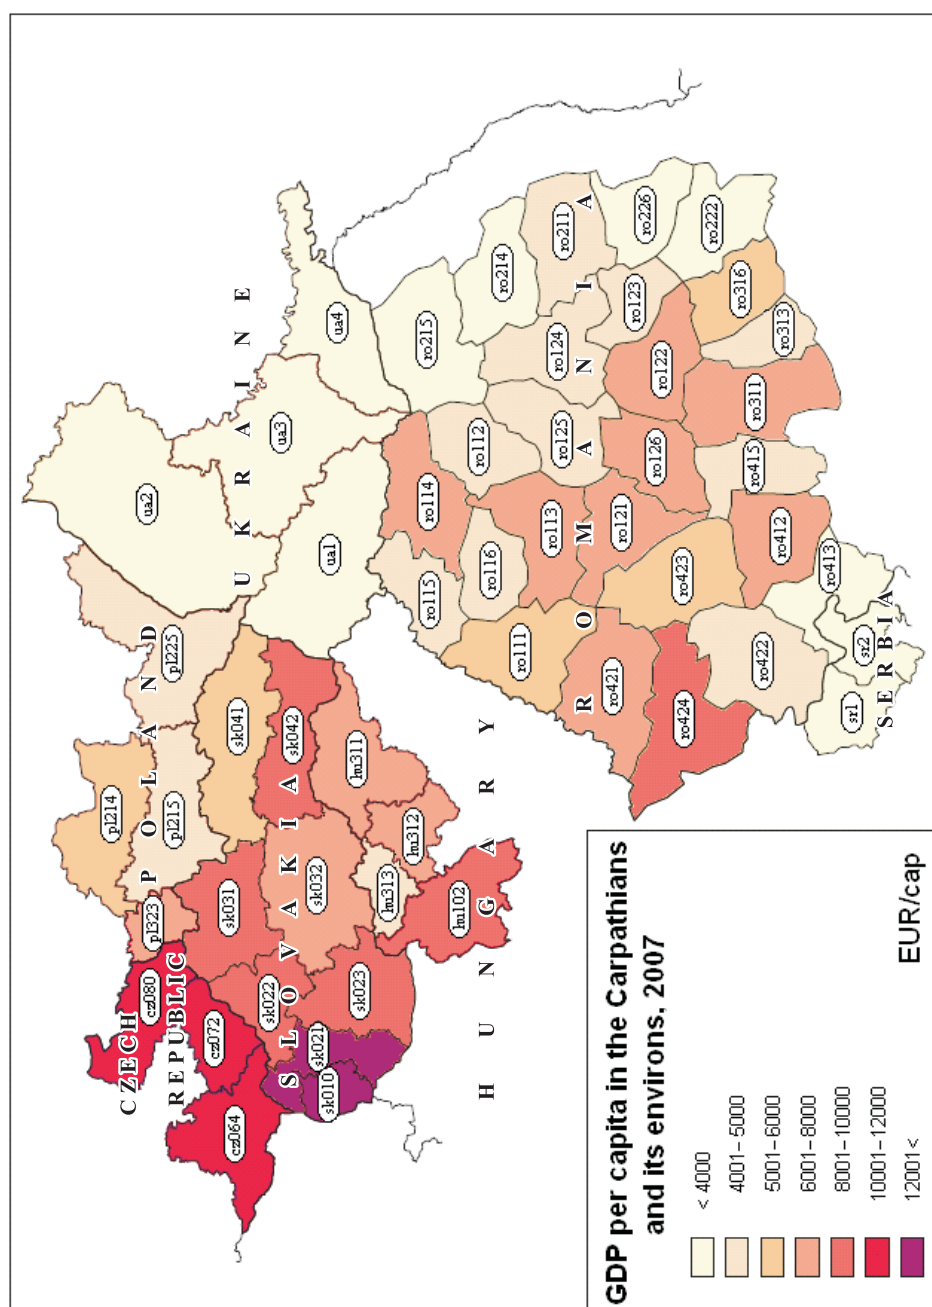 CZECH
REPUBLIC
POLAND
UKRAINE
SLOVAKIA
HUNGARY
ROMANIA
SERBIA
cz064
cz072
cz080
pl323
pl214
pl215
pl225
ua2
ua1
ua3
ua4
sk010
sk021
sk022
sk023
sk031
sk032
sk041
sk042
hu102
hu313
hu312
hu311
ro111
ro115
ro116
ro114
ro112
ro113
ro125
ro124
ro215
ro214
ro211
ro421
ro121
ro126
ro122
ro123
ro226
ro222
ro424
ro423
ro422
ro412
ro413
ro415
ro311
ro313
ro316
sr1
sr2
GDP per capita in the Carpathians
and its environs, 2007
< 4000
4001-5000
5001-6000
6001-8000
8001-10000
10001-12000
12001<
EUR/cap